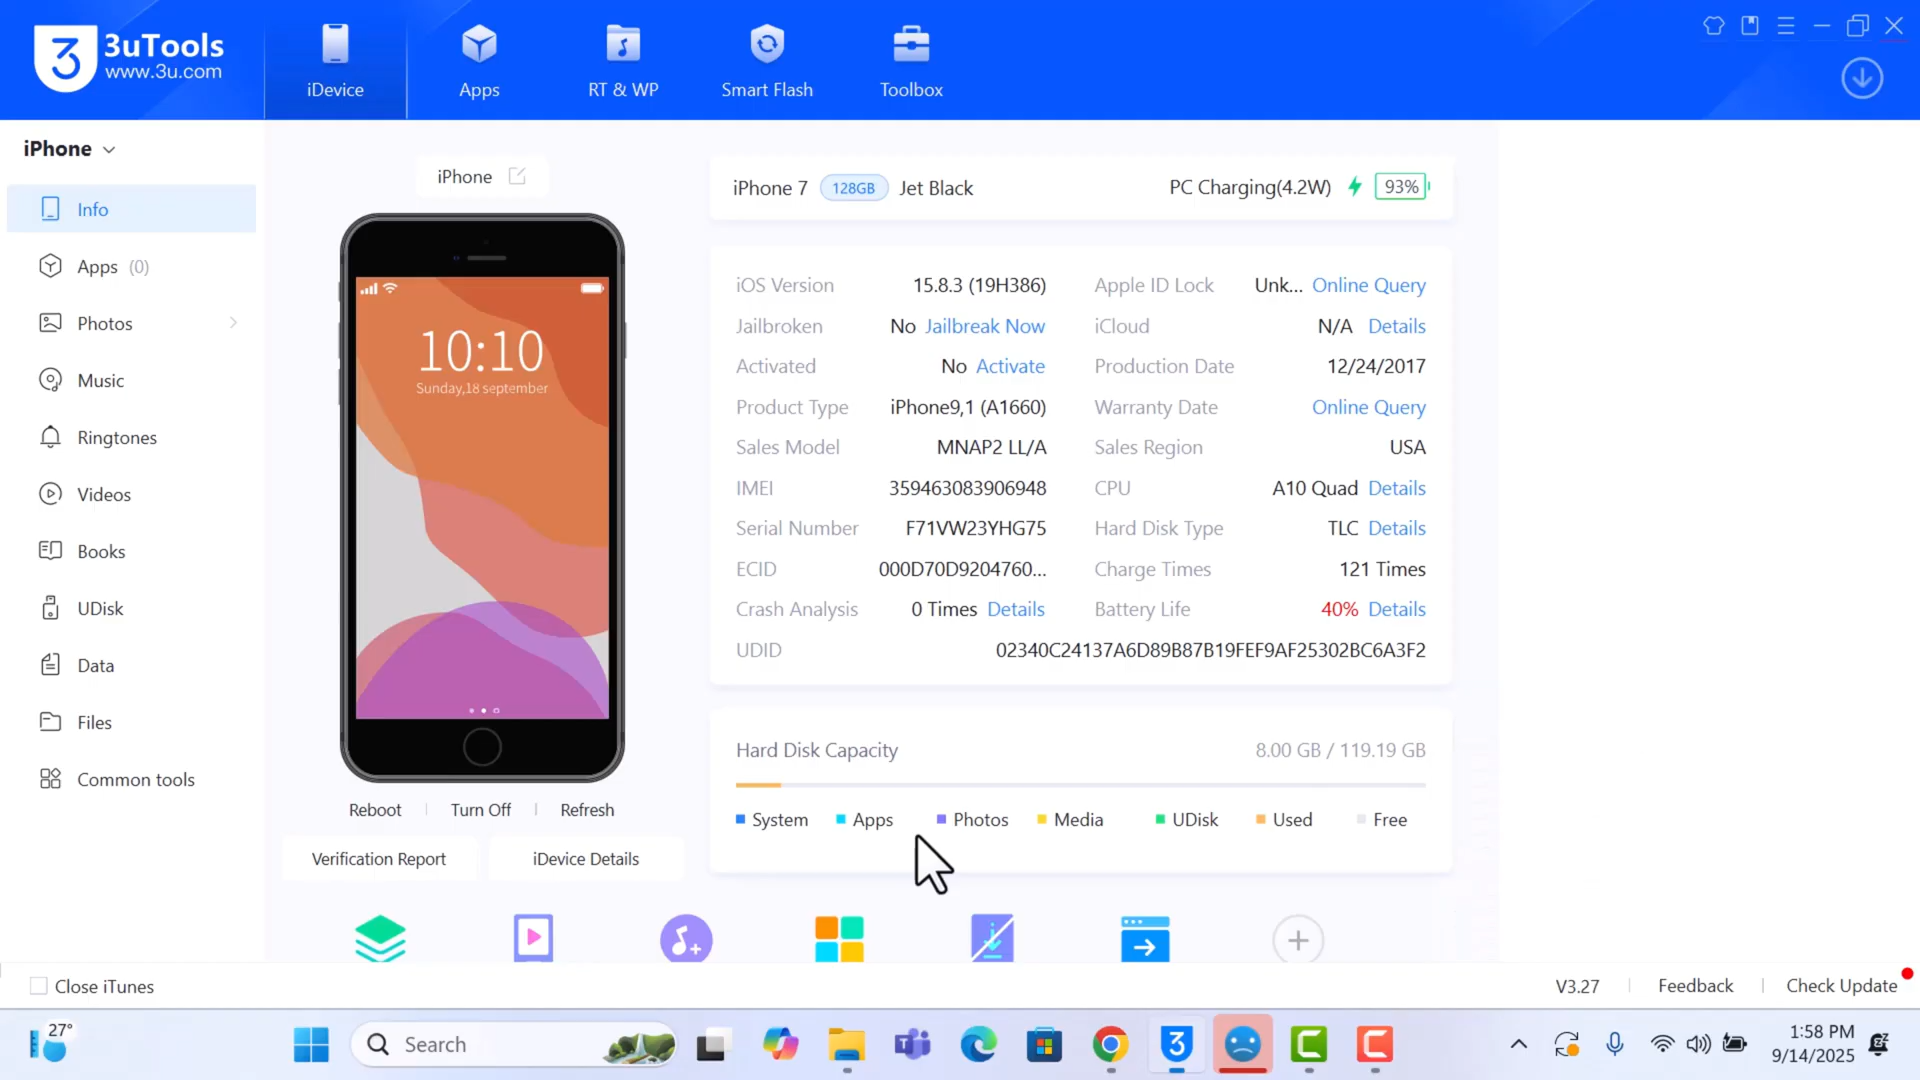 3uTools
www.3u.com
iDevice
Apps
RT & WP
Smart Flash
Toolbox
iPhone
Info
Apps (0)
Photos
Music
Ringtones
Videos
Books
UDisk
Data
Files
Common tools
iPhone
10:10
Sunday,18 september
Reboot
Turn Off
Refresh
Verification Report
iDevice Details
iPhone 7 128GB Jet Black PC Charging(4.2W) 93%
iOS Version 15.8.3 (19H386) Apple ID Lock Unk... Online Query
Jailbroken No Jailbreak Now iCloud N/A Details
Activated No Activate Production Date 12/24/2017
Product Type iPhone9,1 (A1660) Warranty Date Online Query
Sales Model MNAP2 LL/A Sales Region USA
IMEI 359463083906948 CPU A10 Quad Details
Serial Number F71VW23YHG75 Hard Disk Type TLC Details
ECID 000D70D9204760... Charge Times 121 Times
Crash Analysis 0 Times Details Battery Life 40% Details
UDID 02340C24137A6D89B87B19FEF9AF25302BC6A3F2
Hard Disk Capacity 8.00 GB / 119.19 GB
System Apps Photos Media UDisk Used Free
Close iTunes
V3.27
Feedback
Check Update
27°
Search
1:58 PM
9/14/2025